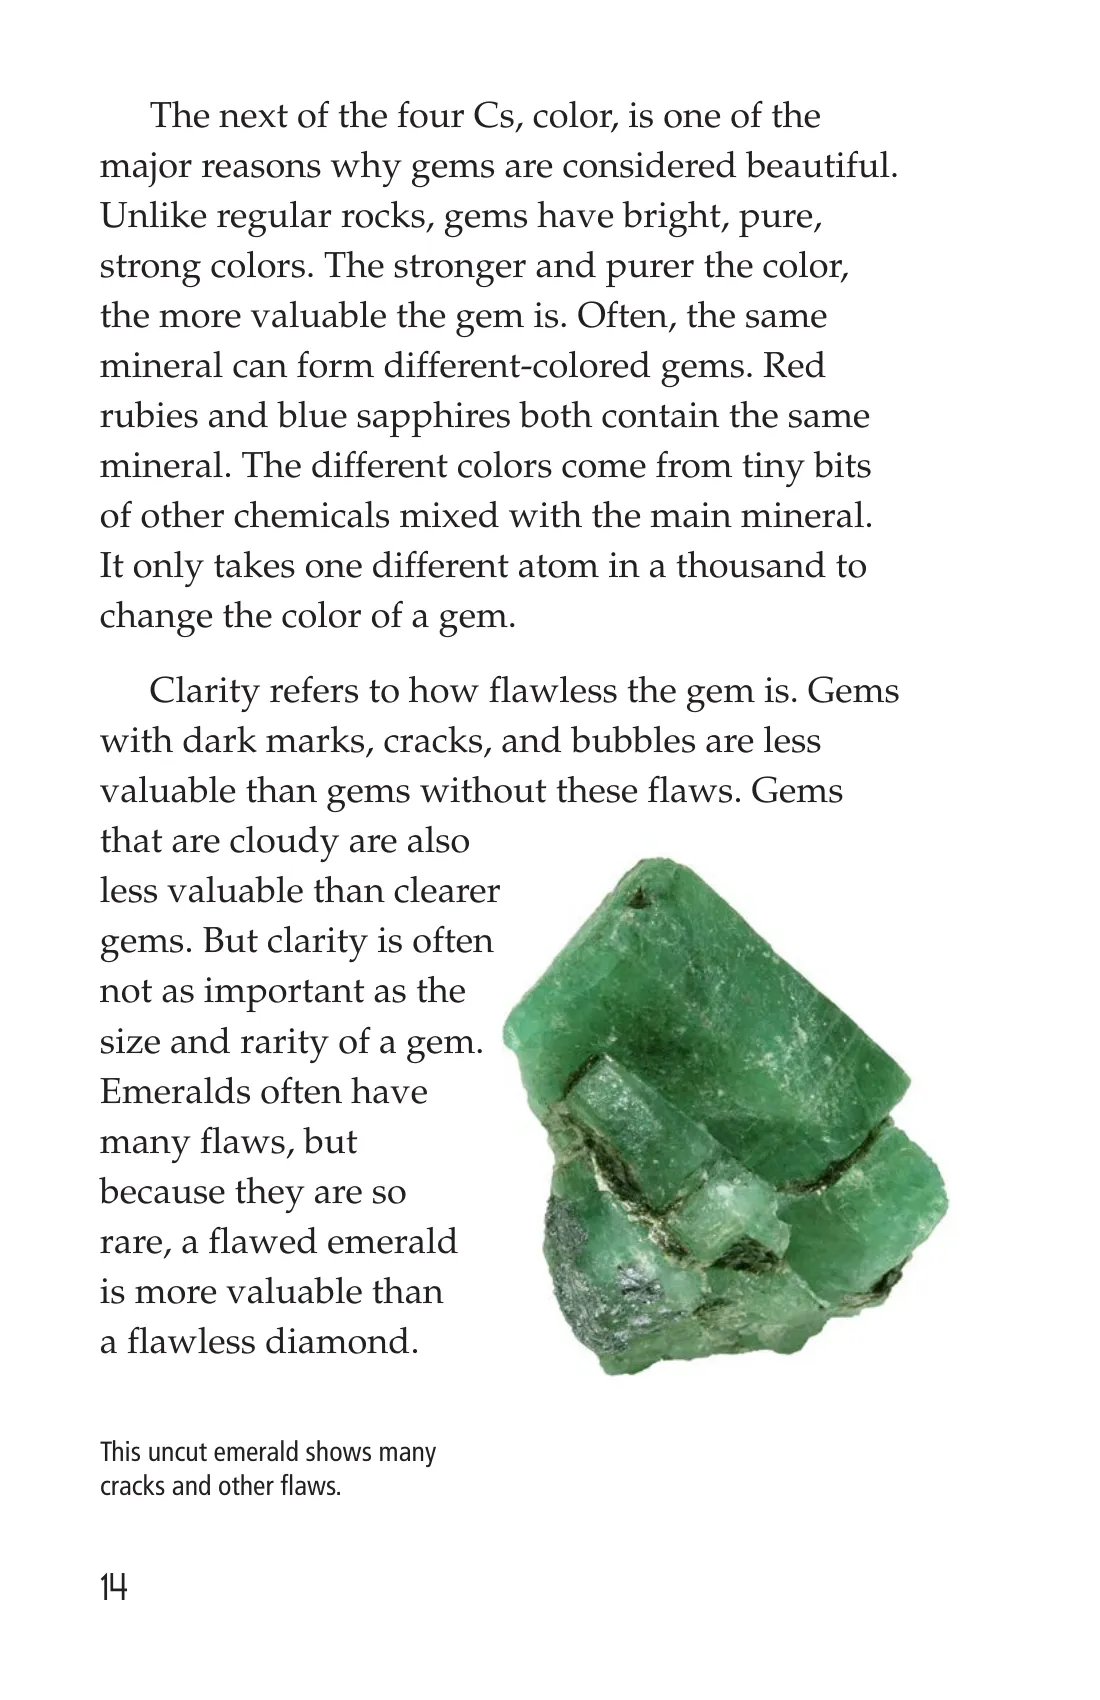 The next of the four Cs, color, is one of the
major reasons why gems are considered beautiful.
Unlike regular rocks, gems have bright, pure,
strong colors. The stronger and purer the color,
the more valuable the gem is. Often, the same
mineral can form different-colored gems. Red
rubies and blue sapphires both contain the same
mineral. The different colors come from tiny bits
of other chemicals mixed with the main mineral.
It only takes one different atom in a thousand to
change the color of a gem.
Clarity refers to how flawless the gem is. Gems
with dark marks, cracks, and bubbles are less
valuable than gems without these flaws. Gems
that are cloudy are also
less valuable than clearer
gems. But clarity is often
not as important as the
size and rarity of a gem.
Emeralds often have
many flaws, but
because they are so
rare, a flawed emerald
is more valuable than
a flawless diamond.
This uncut emerald shows many
cracks and other flaws.
14